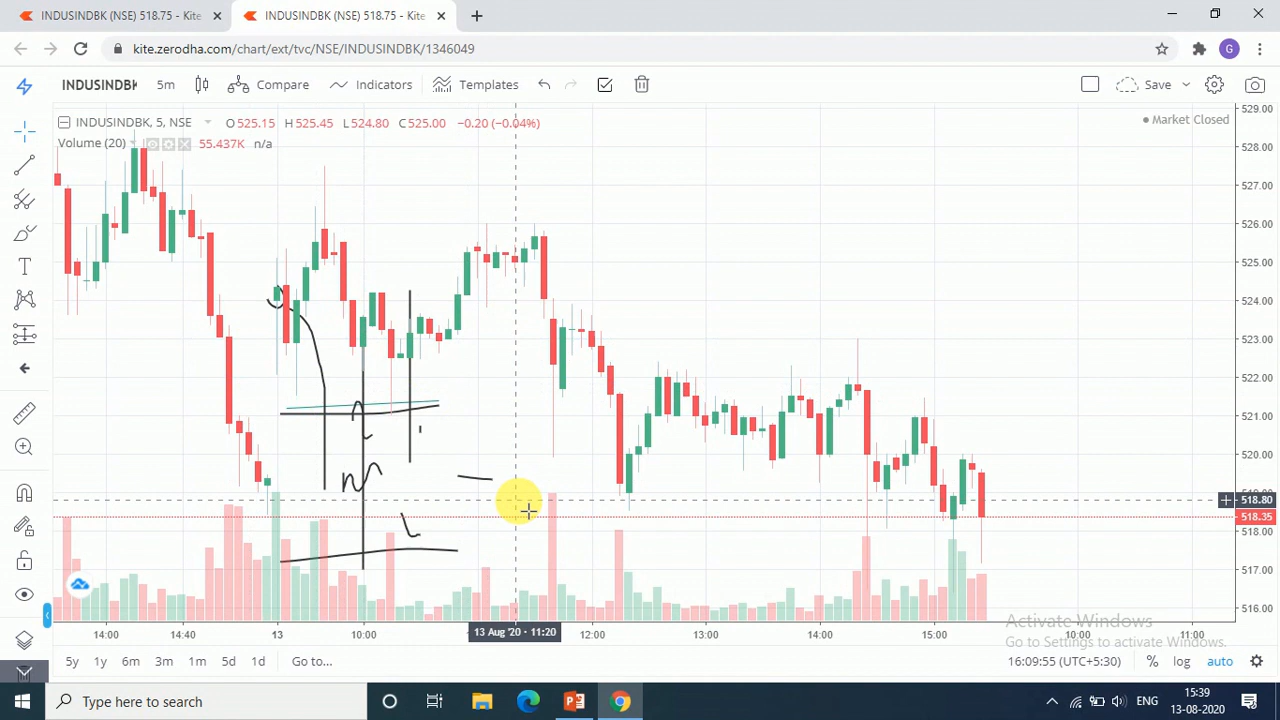 INDUSINDBK (NSE) 518.75 - Kite
INDUSINDBK (NSE) 518.75 - Kite
kite.zerodha.com/chart/ext/tvc/NSE/INDUSINDBK/1346049
G
INDUSINDBK 5m Compare Indicators Templates Save
INDUSINDBK, 5, NSE O525.15 H525.45 L524.80 C525.00 −0.20 (−0.04%)
Volume (20) 55.437K n/a
Market Closed
529.00
528.00
527.00
526.00
525.00
524.00
523.00
522.00
521.00
520.00
518.80
518.35
518.00
517.00
516.00
14:00 14:40 13 10:00 13 Aug '20 - 11:20 12:00 13:00 14:00 15:00 10:00 11:00
Activate Windows
Go to Settings to activate Windows.
5y 1y 6m 3m 1m 5d 1d Go to... 16:09:55 (UTC+5:30) % log auto
Type here to search
ENG
15:39
13-08-2020